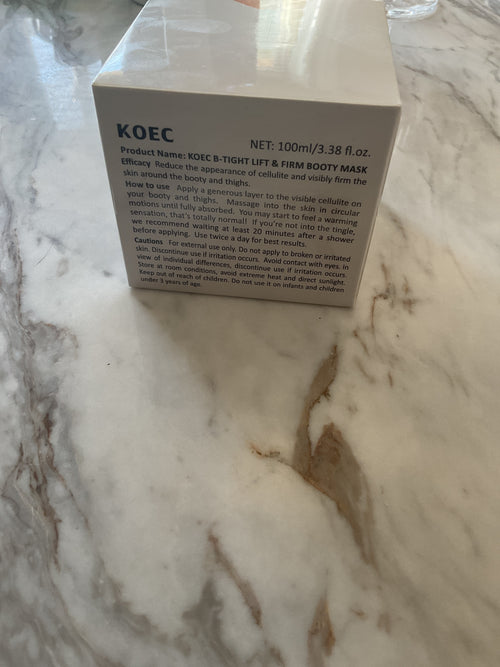 KOEC
NET: 100ml/3.38 fl.oz.
Product Name: KOEC B-TIGHT LIFT & FIRM BOOTY MASK
Efficacy Reduce the appearance of cellulite and visibly firm the
skin around the booty and thighs.
How to use Apply a generous layer to the visible cellulite on
your booty and thighs. Massage into the skin in circular
motions until fully absorbed. You may start to feel a warming
sensation, that's totally normal! If you're not into the tingle,
we recommend waiting at least 20 minutes after a shower
before applying. Use twice a day for best results.
Cautions For external use only. Do not apply to broken or irritated
skin. Discontinue use if irritation occurs. Avoid contact with eyes. In
view of individual differences, discontinue use if irritation occurs.
Store at room conditions, avoid extreme heat and direct sunlight.
Keep out of reach of children. Do not use it on infants and children
under 3 years of age.